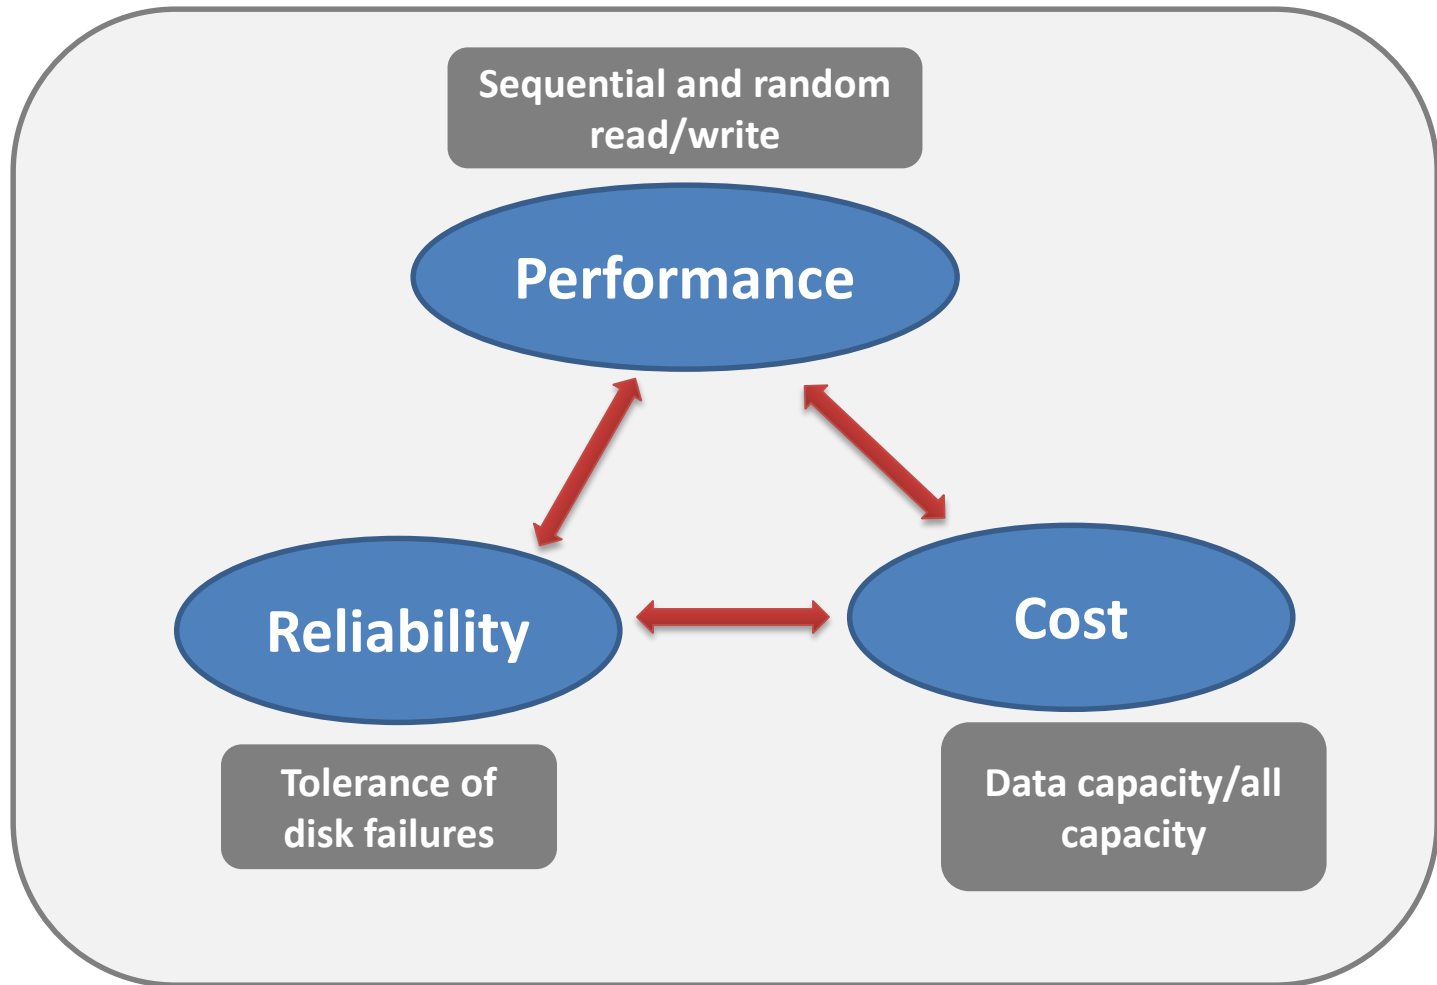 Sequential and random
read/write
Performance
Reliability
Cost
Tolerance of
disk failures
Data capacity/all
capacity